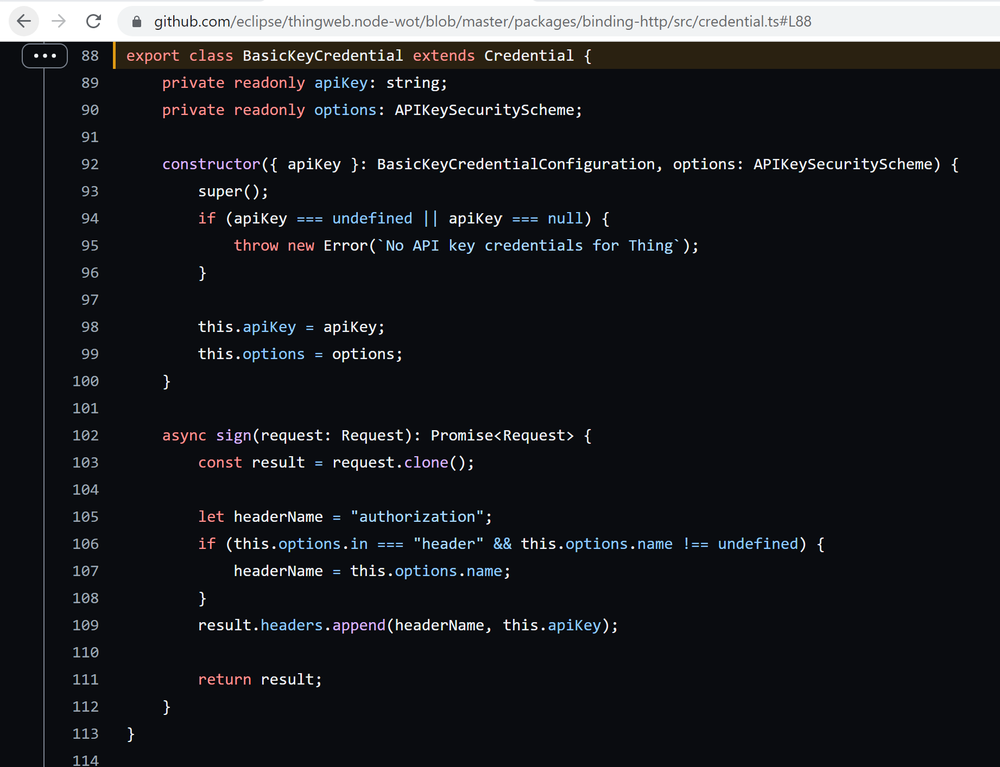 github.com/eclipse/thingweb.node-wot/blob/master/packages/binding-http/src/credential.ts#L88
88 export class BasicKeyCredential extends Credential {
89     private readonly apiKey: string;
90     private readonly options: APIKeySecurityScheme;
91
92     constructor({ apiKey }: BasicKeyCredentialConfiguration, options: APIKeySecurityScheme) {
93         super();
94         if (apiKey === undefined || apiKey === null) {
95             throw new Error(`No API key credentials for Thing`);
96         }
97
98         this.apiKey = apiKey;
99         this.options = options;
100     }
101
102     async sign(request: Request): Promise<Request> {
103         const result = request.clone();
104
105         let headerName = "authorization";
106         if (this.options.in === "header" && this.options.name !== undefined) {
107             headerName = this.options.name;
108         }
109         result.headers.append(headerName, this.apiKey);
110
111         return result;
112     }
113 }
114